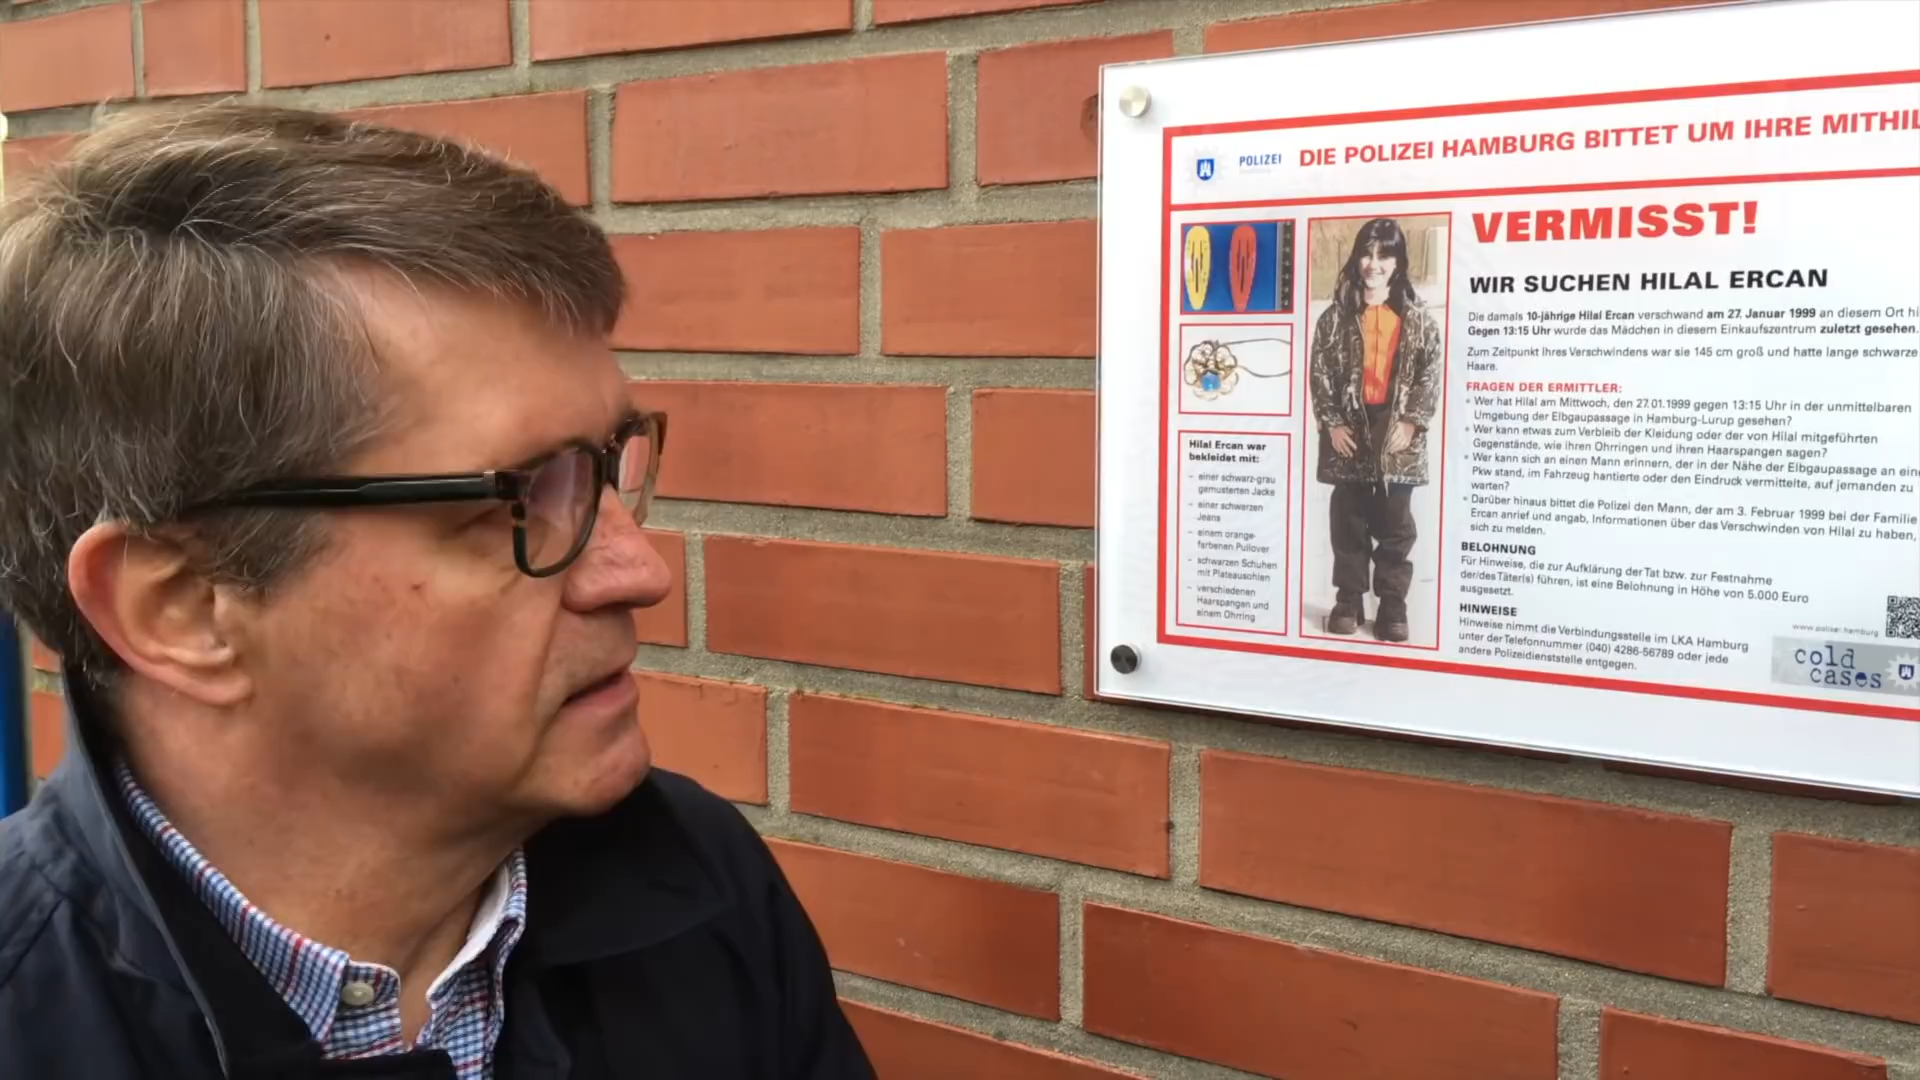 POLIZEI
DIE POLIZEI HAMBURG BITTET UM IHRE MITHIL
VERMISST!
WIR SUCHEN HILAL ERCAN
Die damals 10-jährige Hilal Ercan verschwand am 27. Januar 1999 an diesem Ort hi
Gegen 13:15 Uhr wurde das Mädchen in diesem Einkaufszentrum zuletzt gesehen.
Zum Zeitpunkt Ihres Verschwindens war sie 145 cm groß und hatte lange schwarze
Haare.
FRAGEN DER ERMITTLER:
• Wer hat Hilal am Mittwoch, den 27.01.1999 gegen 13:15 Uhr in der unmittelbaren
Umgebung der Elbgaupassage in Hamburg-Lurup gesehen?
• Wer kann etwas zum Verbleib der Kleidung oder der von Hilal mitgeführten
Gegenstände, wie ihren Ohrringen und ihren Haarspangen sagen?
• Wer kann sich an einen Mann erinnern, der in der Nähe der Elbgaupassage an eine
Pkw stand, im Fahrzeug hantierte oder den Eindruck vermittelte, auf jemanden zu
warten?
• Darüber hinaus bittet die Polizei den Mann, der am 3. Februar 1999 bei der Familie
Ercan anrief und angab, Informationen über das Verschwinden von Hilal zu haben,
sich zu melden.
BELOHNUNG
Für Hinweise, die zur Aufklärung der Tat bzw. zur Festnahme
der/des Täter(s) führen, ist eine Belohnung in Höhe von 5.000 Euro
ausgesetzt.
HINWEISE
Hinweise nimmt die Verbindungsstelle im LKA Hamburg
unter der Telefonnummer (040) 4286-56789 oder jede
andere Polizeidienststelle entgegen.
Hilal Ercan war
bekleidet mit:
– einer schwarz-grau
gemusterten Jacke
– einer schwarzen
Jeans
– einem orange-
farbenen Pullover
– schwarzen Schuhen
mit Plateausohlen
– verschiedenen
Haarspangen und
einem Ohrring
www.polizei.hamburg
cold
cases